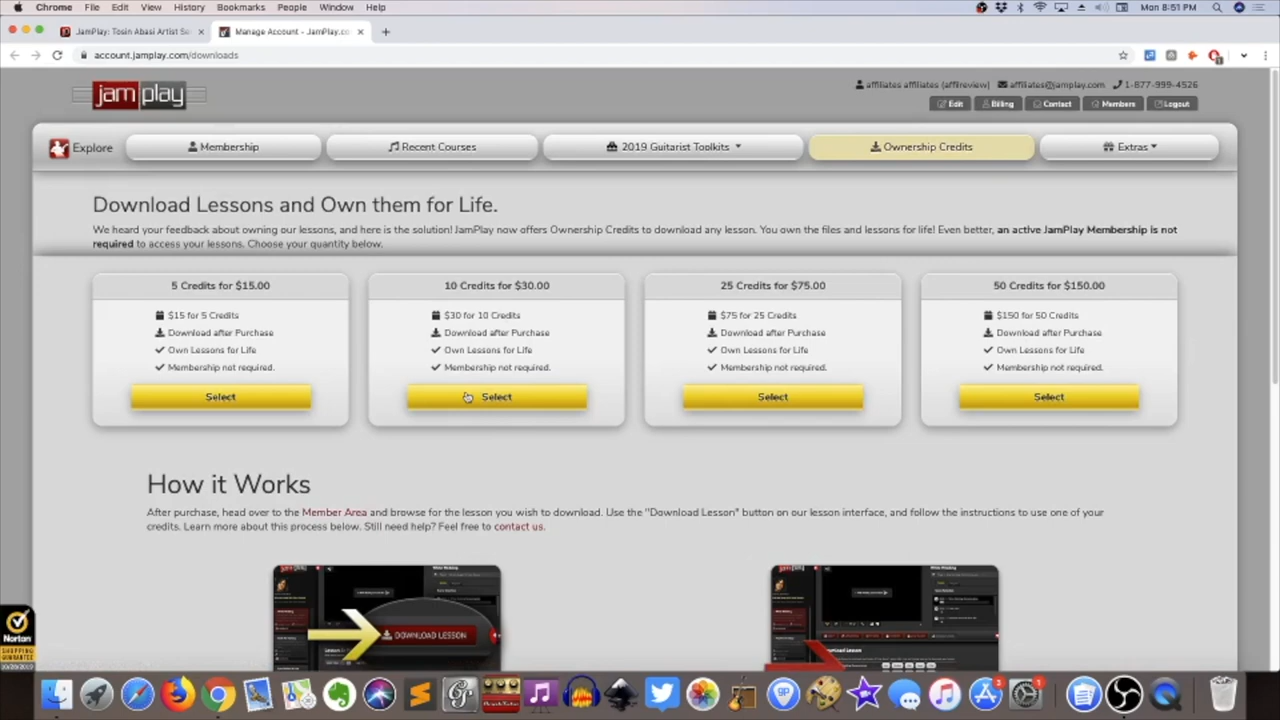 Chrome File Edit View History Bookmarks People Window Help Mon 8:51 PM
JamPlay: Tosin Abasi Artist Se
Manage Account - JamPlay.co
account.jamplay.com/downloads
jam play
affiliates affiliates (affilreview) affiliates@jamplay.com 1-877-999-4526
Edit Billing Contact Members Logout
Explore Membership Recent Courses 2019 Guitarist Toolkits Ownership Credits Extras
Download Lessons and Own them for Life.
We heard your feedback about owning our lessons, and here is the solution! JamPlay now offers Ownership Credits to download any lesson. You own the files and lessons for life! Even better, an active JamPlay Membership is not
required to access your lessons. Choose your quantity below.
5 Credits for $15.00
$15 for 5 Credits
Download after Purchase
Own Lessons for Life
Membership not required.
Select
10 Credits for $30.00
$30 for 10 Credits
Download after Purchase
Own Lessons for Life
Membership not required.
Select
25 Credits for $75.00
$75 for 25 Credits
Download after Purchase
Own Lessons for Life
Membership not required.
Select
50 Credits for $150.00
$150 for 50 Credits
Download after Purchase
Own Lessons for Life
Membership not required.
Select
How it Works
After purchase, head over to the Member Area and browse for the lesson you wish to download. Use the "Download Lesson" button on our lesson interface, and follow the instructions to use one of your
credits. Learn more about this process below. Still need help? Feel free to contact us.
DOWNLOAD LESSON
Norton
SHOPPING
GUARANTEE